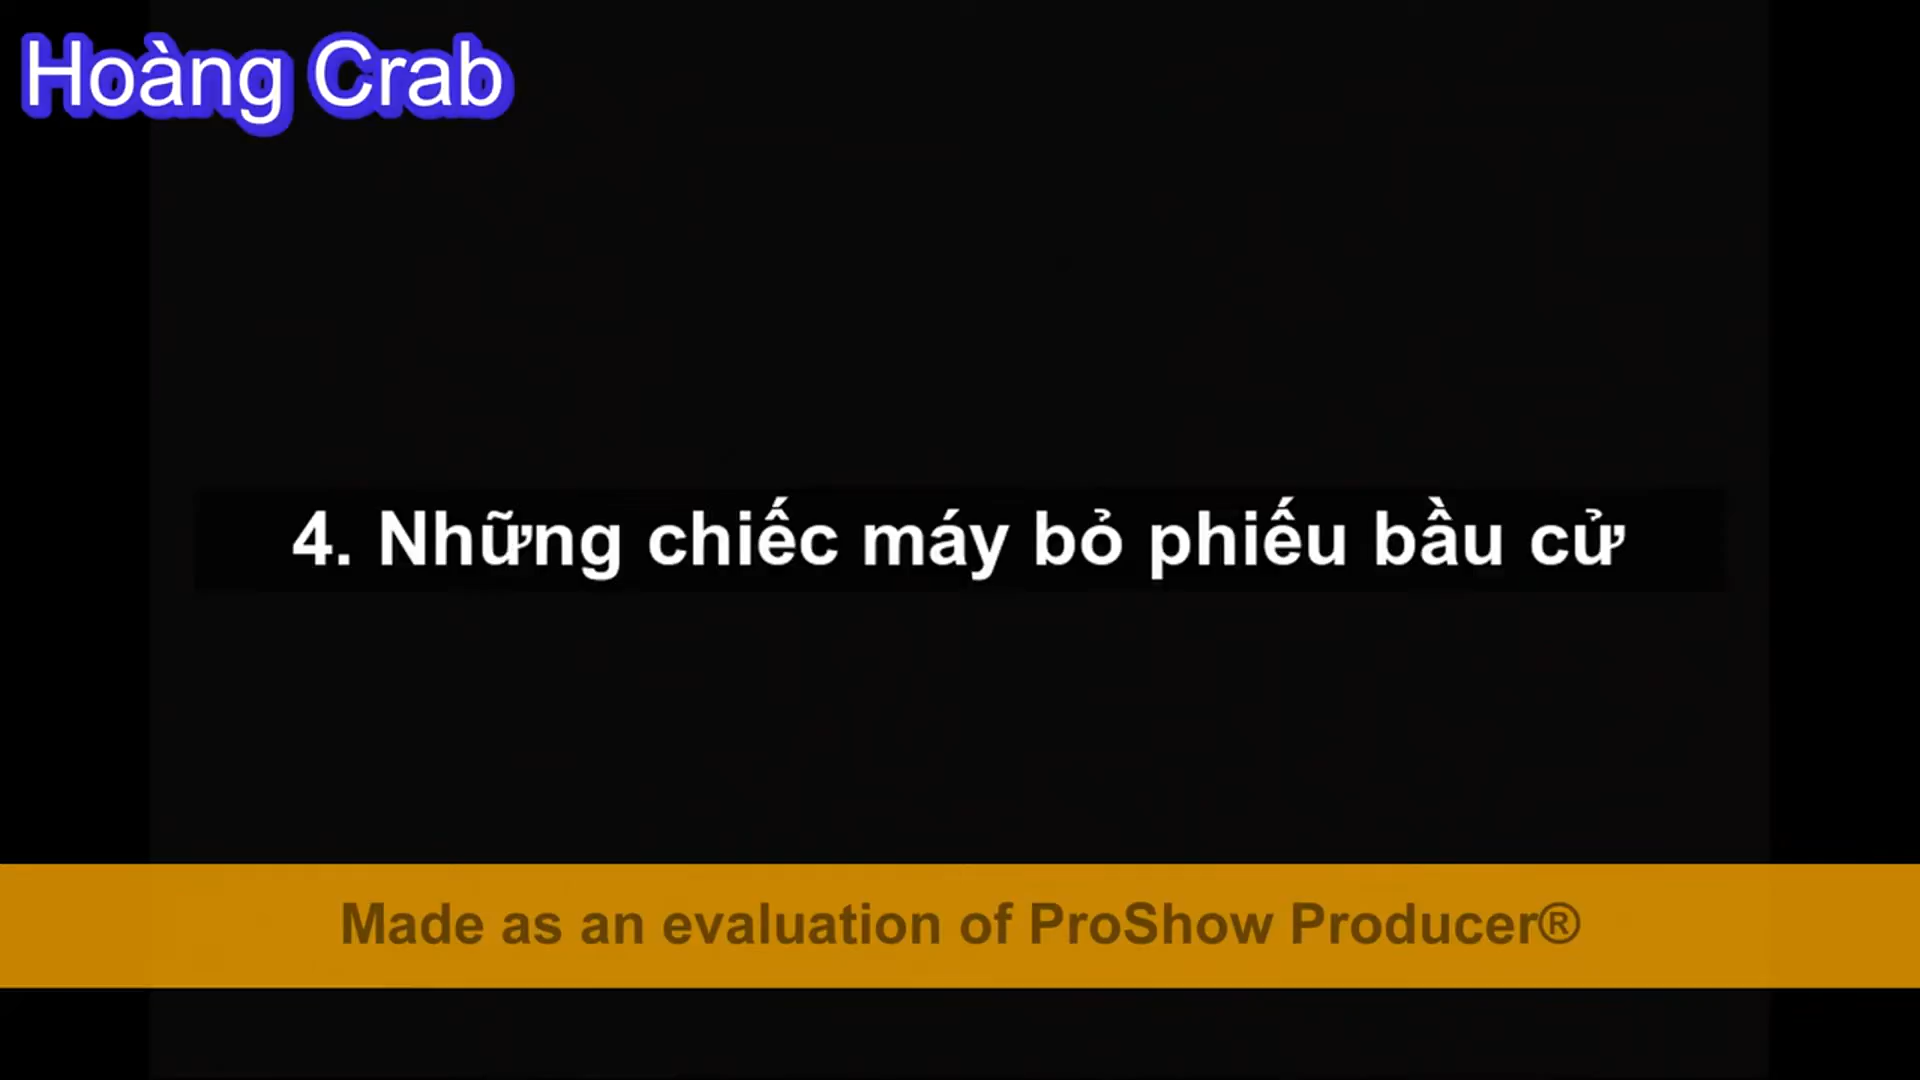 Hoàng Crab
4. Những chiếc máy bỏ phiếu bầu cử
Made as an evaluation of ProShow Producer®